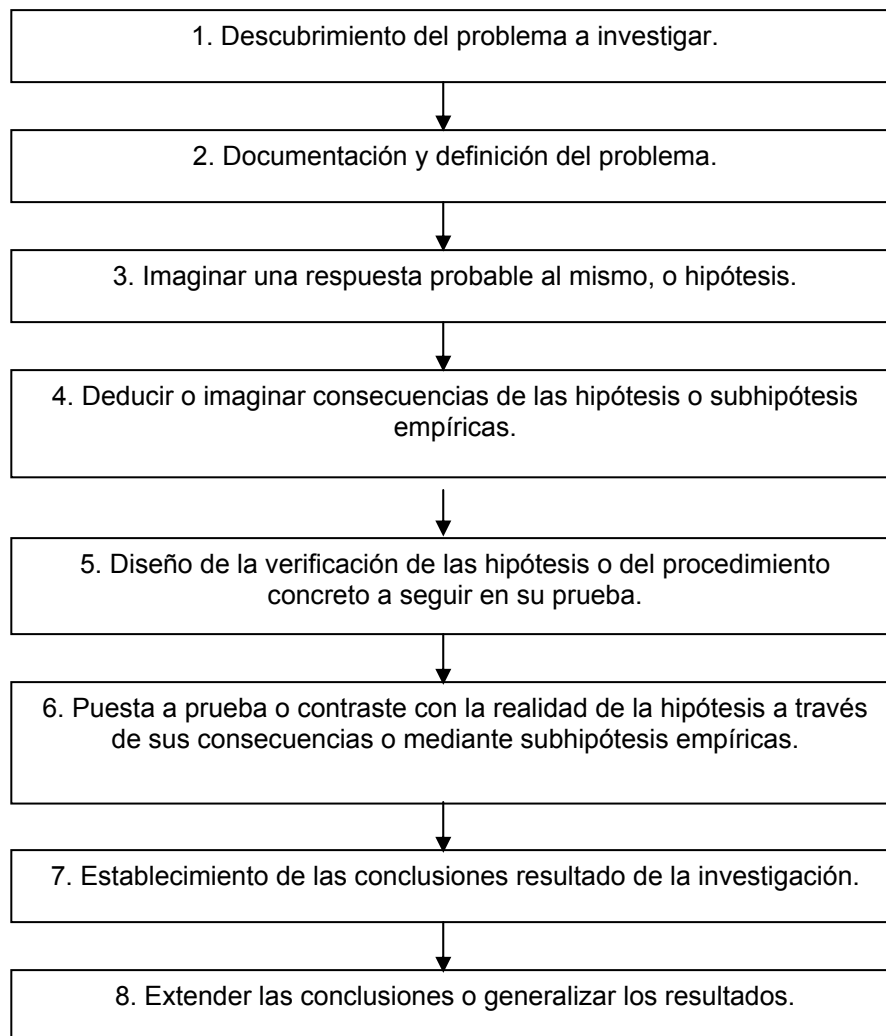 1. Descubrimiento del problema a investigar.
2. Documentación y definición del problema.
3. Imaginar una respuesta probable al mismo, o hipótesis.
4. Deducir o imaginar consecuencias de las hipótesis o subhipótesis
empíricas.
5. Diseño de la verificación de las hipótesis o del procedimiento
concreto a seguir en su prueba.
6. Puesta a prueba o contraste con la realidad de la hipótesis a través
de sus consecuencias o mediante subhipótesis empíricas.
7. Establecimiento de las conclusiones resultado de la investigación.
8. Extender las conclusiones o generalizar los resultados.